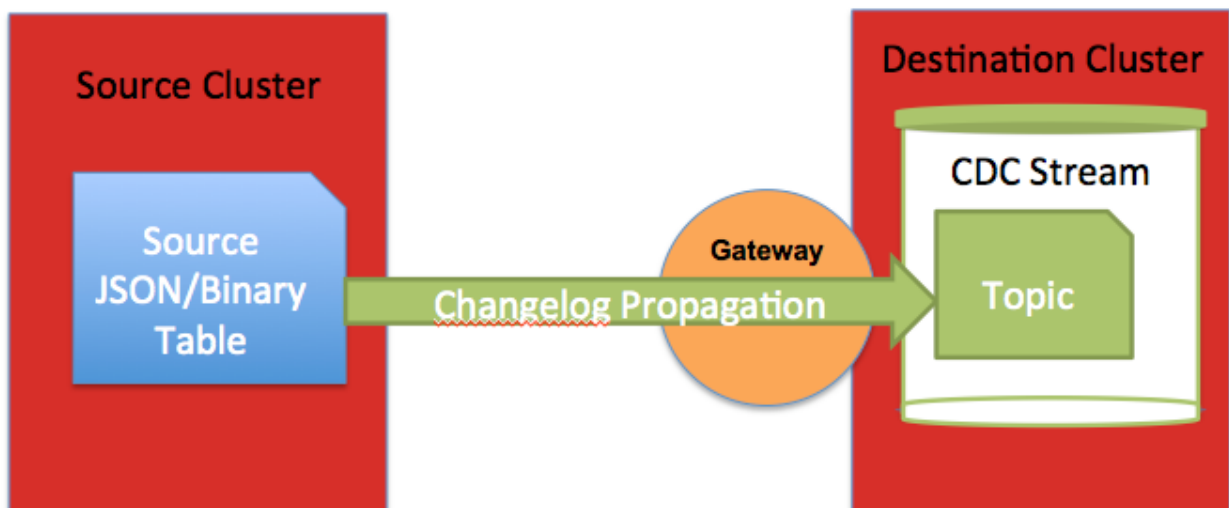 Source Cluster
Source
JSON/Binary
Table
Gateway
Changelog Propagation
Destination Cluster
CDC Stream
Topic